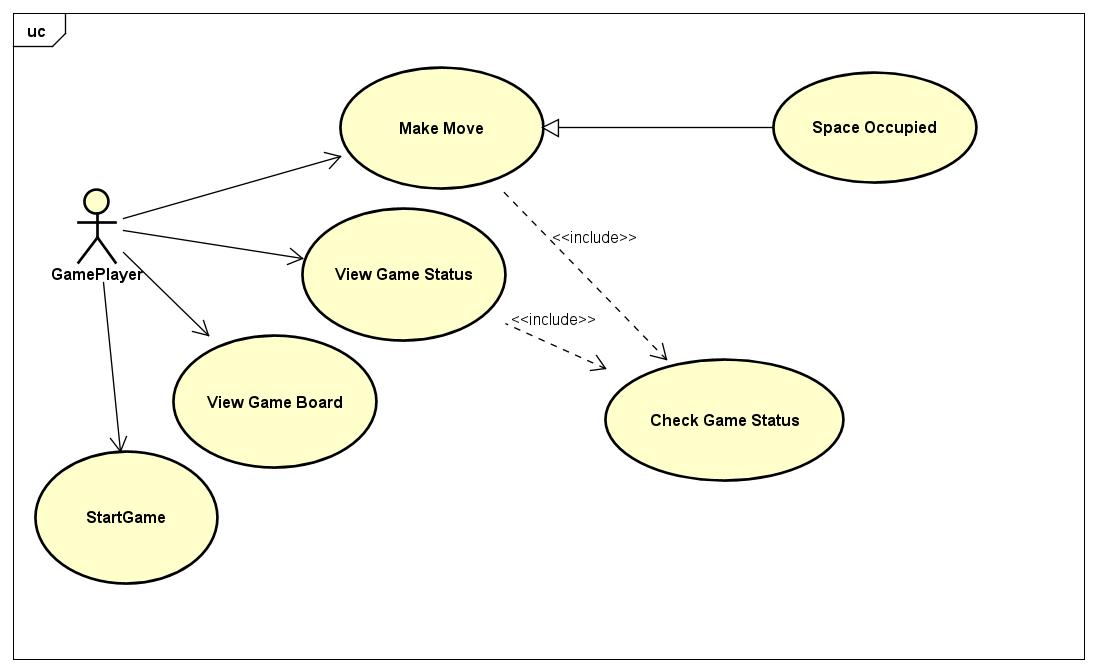 uc
Make Move
Space Occupied
GamePlayer
<<include>>
View Game Status
<<include>>
View Game Board
Check Game Status
StartGame